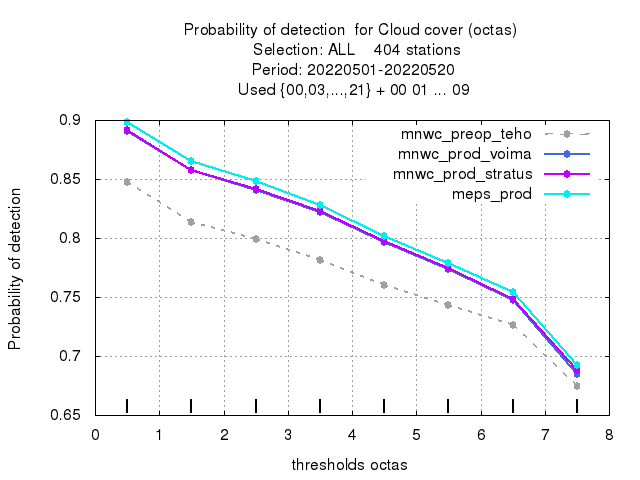 Probability of detection  for Cloud cover (octas)
Selection: ALL    404 stations
Period: 20220501-20220520
Used {00,03,...,21} + 00 01 ... 09
mnwc_preop_teho
mnwc_prod_voima
mnwc_prod_stratus
meps_prod
Probability of detection
0.9
0.85
0.8
0.75
0.7
0.65
0 1 2 3 4 5 6 7 8
thresholds octas